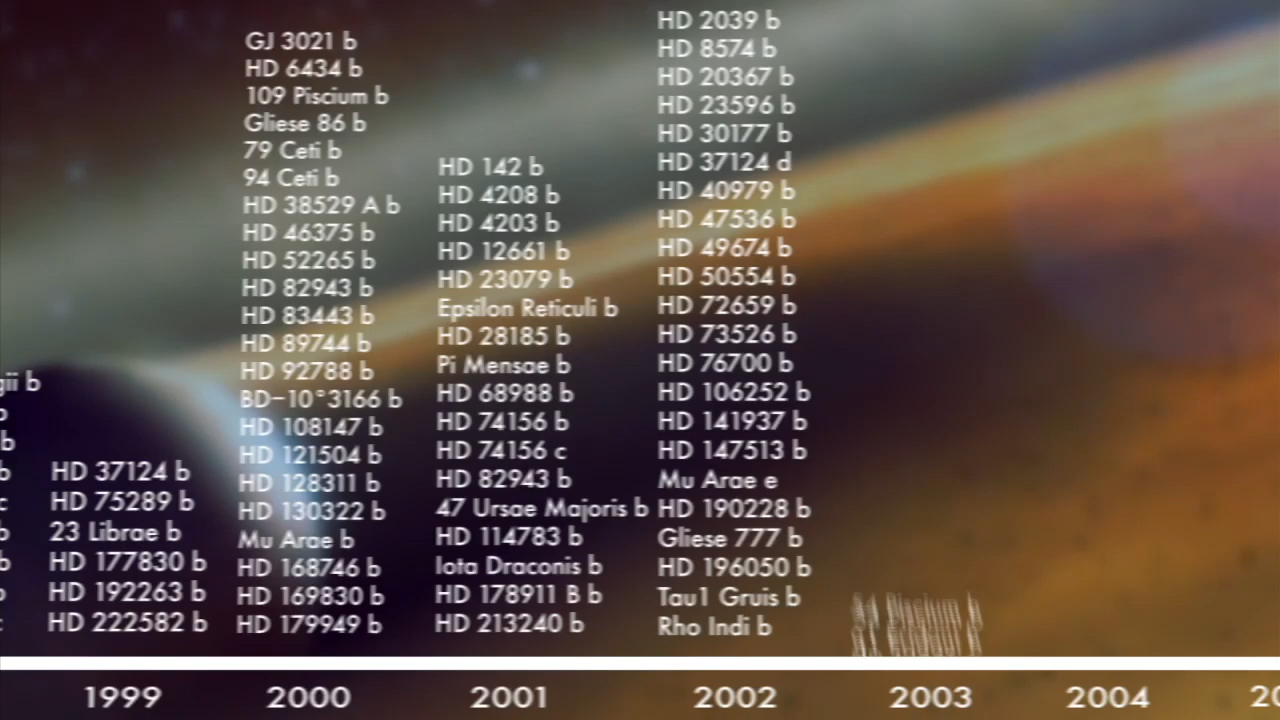 gii b
b
b
b
c
b
b
b
c
HD 37124 b
HD 75289 b
23 Librae b
HD 177830 b
HD 192263 b
HD 222582 b
GJ 3021 b
HD 6434 b
109 Piscium b
Gliese 86 b
79 Ceti b
94 Ceti b
HD 38529 A b
HD 46375 b
HD 52265 b
HD 82943 b
HD 83443 b
HD 89744 b
HD 92788 b
BD−10°3166 b
HD 108147 b
HD 121504 b
HD 128311 b
HD 130322 b
Mu Arae b
HD 168746 b
HD 169830 b
HD 179949 b
HD 142 b
HD 4208 b
HD 4203 b
HD 12661 b
HD 23079 b
Epsilon Reticuli b
HD 28185 b
Pi Mensae b
HD 68988 b
HD 74156 b
HD 74156 c
HD 82943 b
47 Ursae Majoris b
HD 114783 b
Iota Draconis b
HD 178911 B b
HD 213240 b
HD 2039 b
HD 8574 b
HD 20367 b
HD 23596 b
HD 30177 b
HD 37124 d
HD 40979 b
HD 47536 b
HD 49674 b
HD 50554 b
HD 72659 b
HD 73526 b
HD 76700 b
HD 106252 b
HD 141937 b
HD 147513 b
Mu Arae e
HD 190228 b
Gliese 777 b
HD 196050 b
Tau1 Gruis b
Rho Indi b
1999 2000 2001 2002 2003 2004 20